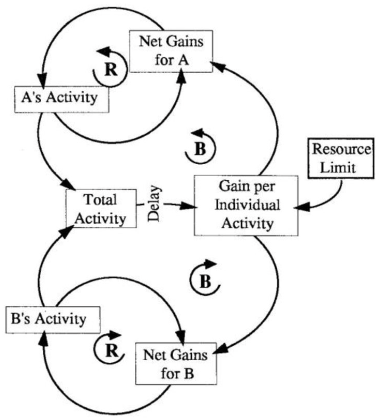 Net Gains
for A
R
A's Activity
B
Resource
Limit
Total
Activity
Delay
Gain per
Individual
Activity
B
B's Activity
R
Net Gains
for B